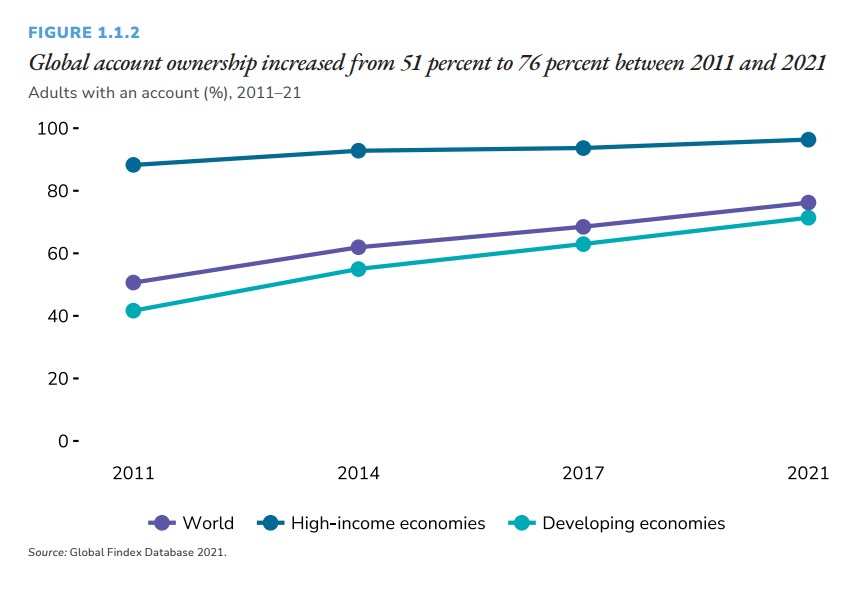 FIGURE 1.1.2
Global account ownership increased from 51 percent to 76 percent between 2011 and 2021
Adults with an account (%), 2011–21
100
80
60
40
20
0
2011 2014 2017 2021
World High-income economies Developing economies
Source: Global Findex Database 2021.